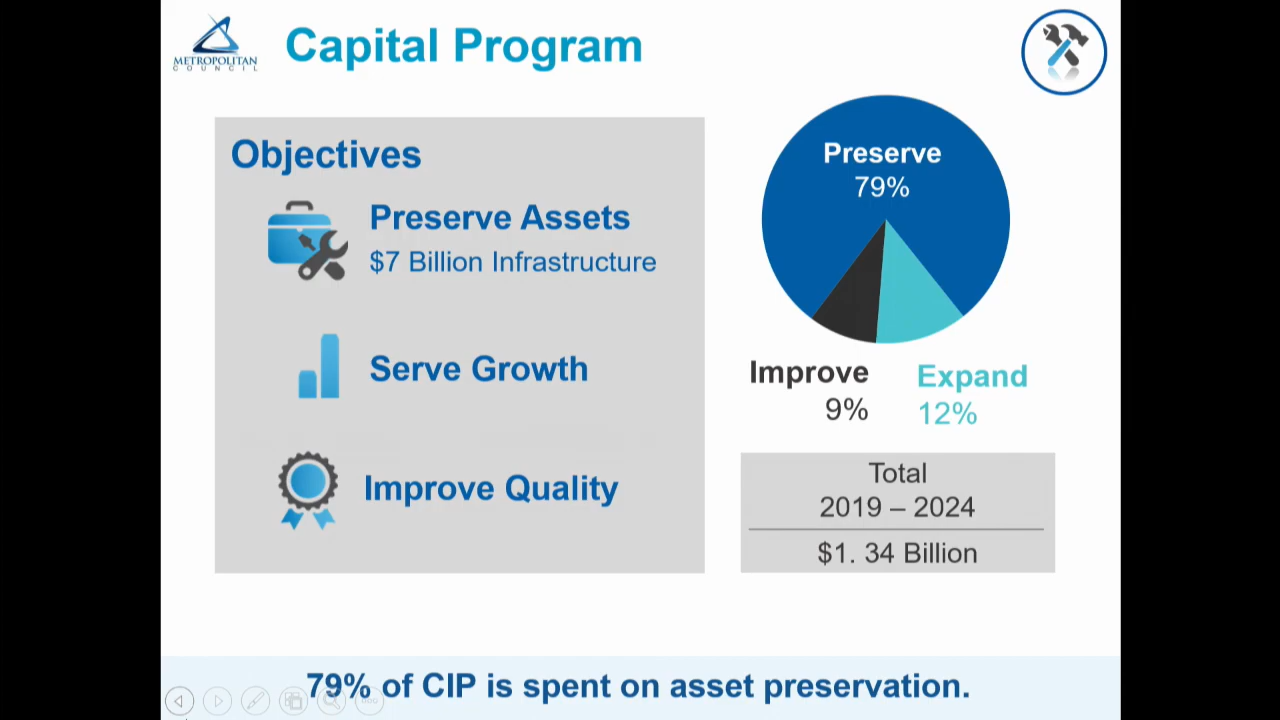 METROPOLITAN
COUNCIL
Capital Program
Objectives
Preserve Assets
$7 Billion Infrastructure
Serve Growth
Improve Quality
Preserve
79%
Improve
9%
Expand
12%
Total
2019 – 2024
$1. 34 Billion
79% of CIP is spent on asset preservation.